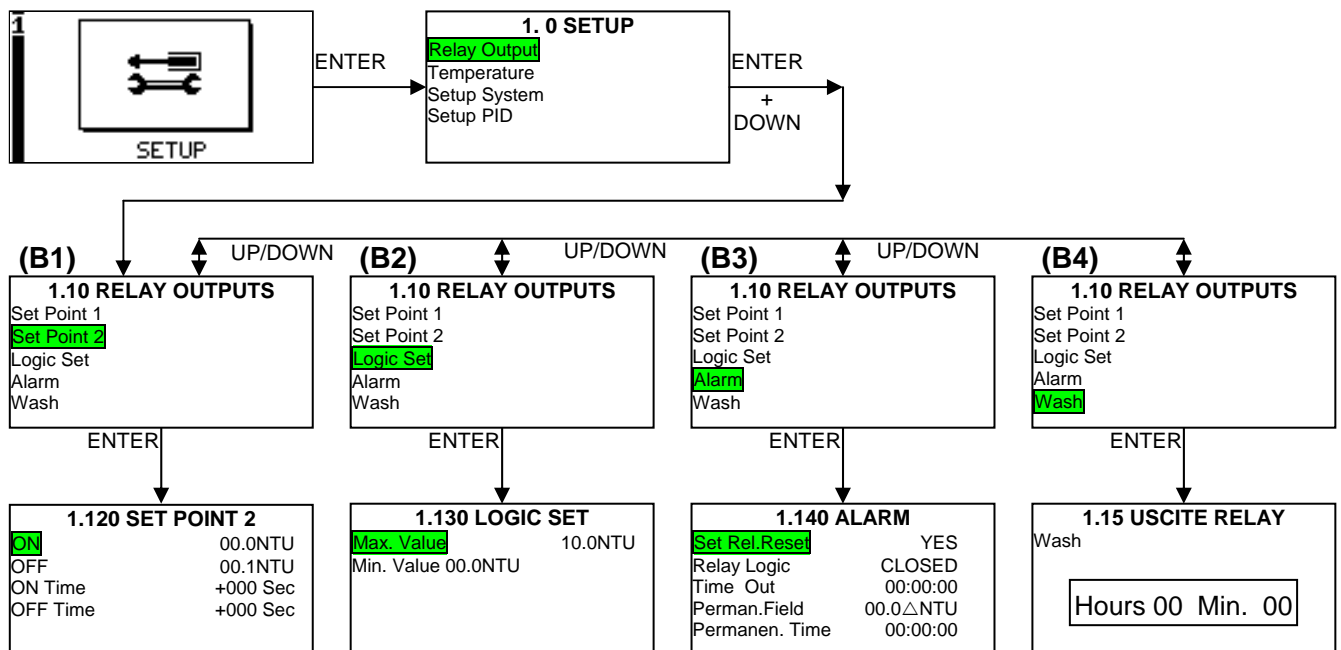 1
SETUP
ENTER
1. 0 SETUP
Relay Output
Temperature
Setup System
Setup PID
ENTER
+
DOWN
(B1)
UP/DOWN
(B2)
UP/DOWN
(B3)
UP/DOWN
(B4)
1.10 RELAY OUTPUTS
Set Point 1
Set Point 2
Logic Set
Alarm
Wash
1.10 RELAY OUTPUTS
Set Point 1
Set Point 2
Logic Set
Alarm
Wash
1.10 RELAY OUTPUTS
Set Point 1
Set Point 2
Logic Set
Alarm
Wash
1.10 RELAY OUTPUTS
Set Point 1
Set Point 2
Logic Set
Alarm
Wash
ENTER
ENTER
ENTER
ENTER
1.120 SET POINT 2
ON 00.0NTU
OFF 00.1NTU
ON Time +000 Sec
OFF Time +000 Sec
1.130 LOGIC SET
Max. Value 10.0NTU
Min. Value 00.0NTU
1.140 ALARM
Set Rel.Reset YES
Relay Logic CLOSED
Time Out 00:00:00
Perman.Field 00.0△NTU
Permanen. Time 00:00:00
1.15 USCITE RELAY
Wash
Hours 00 Min. 00